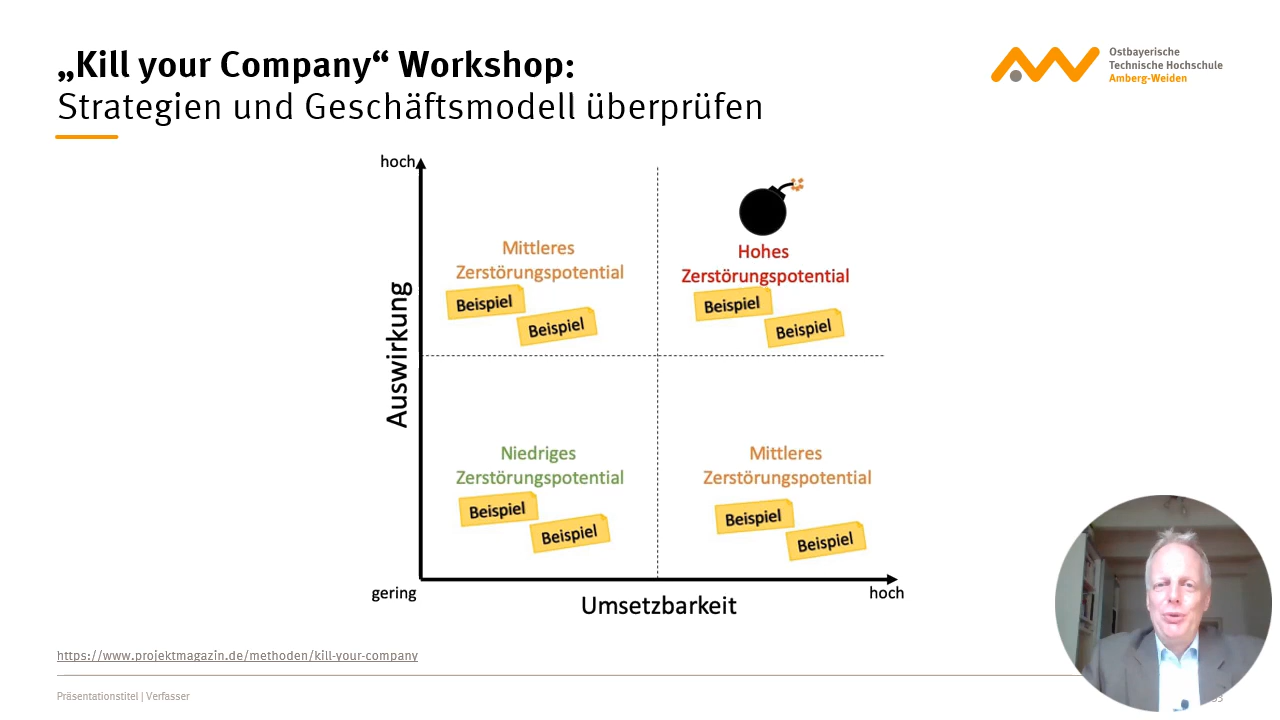 „Kill your Company“ Workshop:
Strategien und Geschäftsmodell überprüfen
Ostbayerische
Technische Hochschule
Amberg-Weiden
hoch
Auswirkung
Mittleres
Zerstörungspotential
Beispiel
Beispiel
Hohes
Zerstörungspotential
Beispiel
Beispiel
Niedriges
Zerstörungspotential
Beispiel
Beispiel
Mittleres
Zerstörungspotential
Beispiel
Beispiel
gering
Umsetzbarkeit
hoch
https://www.projektmagazin.de/methoden/kill-your-company
Präsentationstitel | Verfasser